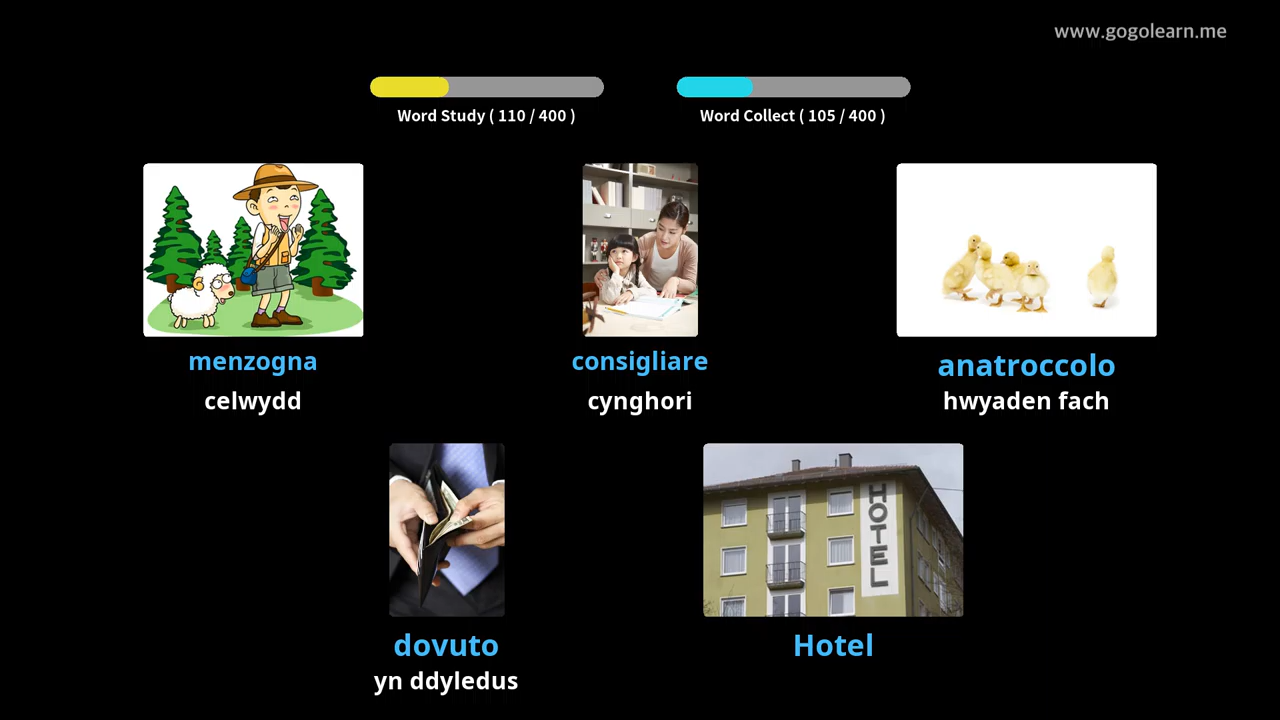 www.gogolearn.me
Word Study ( 110 / 400 )
Word Collect ( 105 / 400 )
menzogna
celwydd
consigliare
cynghori
anatroccolo
hwyaden fach
HOTEL
dovuto
yn ddyledus
Hotel